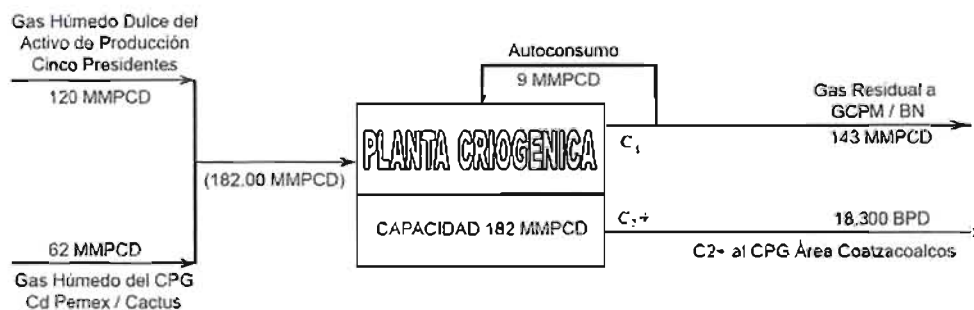 Gas Húmedo Dulce del
Activo de Producción
Cinco Presidentes
120 MMPCD
(182.00 MMPCD)
62 MMPCD
Gas Húmedo del CPG
Cd Pemex / Cactus
Autoconsumo
9 MMPCD
PLANTA CRIOGENICA
CAPACIDAD 182 MMPCD
C₁
Gas Residual a
GCPM / BN
143 MMPCD
C₂+
18,300 BPD
C2+ al CPG Área Coatzacoalcos